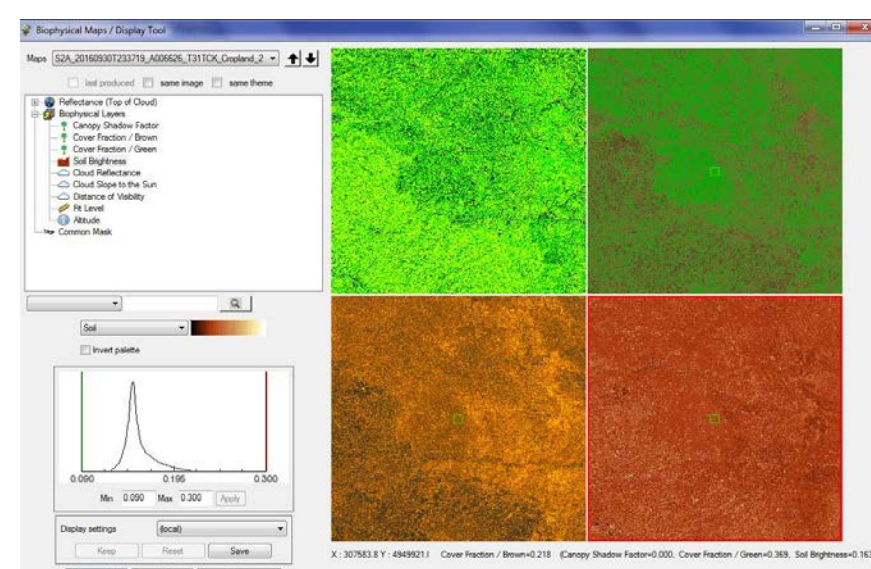 Biophysical Maps / Display Tool
Maps S2A_20160930T233719_A006626_T31TCK_Cropland_2
last produced same image same theme
Reflectance (Top of Cloud)
Biophysical Layers
Canopy Shadow Factor
Cover Fraction / Brown
Cover Fraction / Green
Soil Brightness
Cloud Reflectance
Cloud Slope to the Sun
Distance of Visibility
Fit Level
Altitude
Common Mask
Soil
Invert palette
0.090 0.195 0.300
Min 0.090 Max 0.300 Apply
Display settings (local)
Keep Reset Save
X : 307583.8 Y : 4949921.1 Cover Fraction / Brown=0.218 (Canopy Shadow Factor=0.000, Cover Fraction / Green=0.369, Soil Brightness=0.163